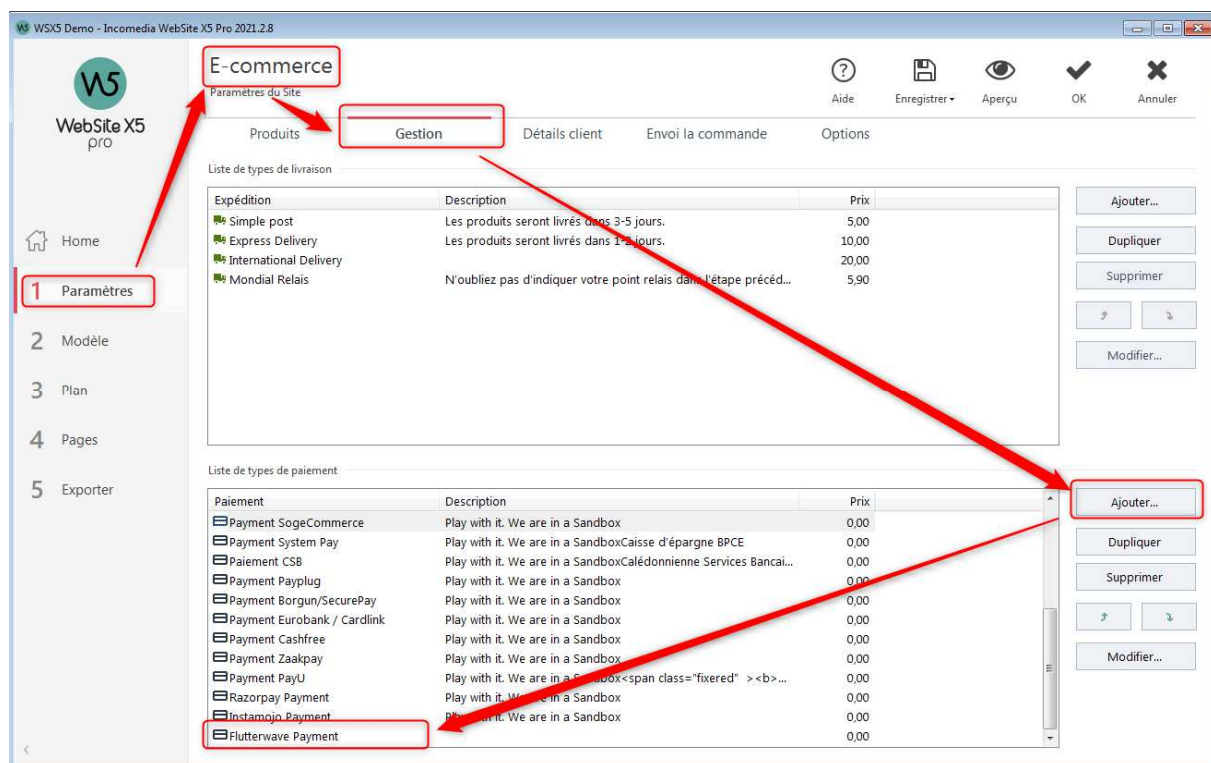 WSX5 Demo - Incomedia WebSite X5 Pro 2021.2.8
W5
WebSite X5
pro
E-commerce
Paramètres du Site
Aide
Enregistrer
Aperçu
OK
Annuler
Produits
Gestion
Détails client
Envoi la commande
Options
Home
1 Paramètres
2 Modèle
3 Plan
4 Pages
5 Exporter
Liste de types de livraison
Expédition Description Prix
Simple post Les produits seront livrés dans 3-5 jours. 5,00
Express Delivery Les produits seront livrés dans 1-2 jours. 10,00
International Delivery 20,00
Mondial Relais N'oubliez pas d'indiquer votre point relais dans l'étape précéd... 5,90
Ajouter...
Dupliquer
Supprimer
Modifier...
Liste de types de paiement
Paiement Description Prix
Payment SogeCommerce Play with it. We are in a Sandbox 0,00
Payment System Pay Play with it. We are in a SandboxCaisse d'épargne BPCE 0,00
Paiement CSB Play with it. We are in a SandboxCalédonnienne Services Bancai... 0,00
Payment Payplug Play with it. We are in a Sandbox 0,00
Payment Borgun/SecurePay Play with it. We are in a Sandbox 0,00
Payment Eurobank / Cardlink Play with it. We are in a Sandbox 0,00
Payment Cashfree Play with it. We are in a Sandbox 0,00
Payment Zaakpay Play with it. We are in a Sandbox 0,00
Payment PayU Play with it. We are in a Sandbox<span class="fixered" ><b>... 0,00
Razorpay Payment Play with it. We are in a Sandbox 0,00
Instamojo Payment Play with it. We are in a Sandbox 0,00
Flutterwave Payment 0,00
Ajouter...
Dupliquer
Supprimer
Modifier...